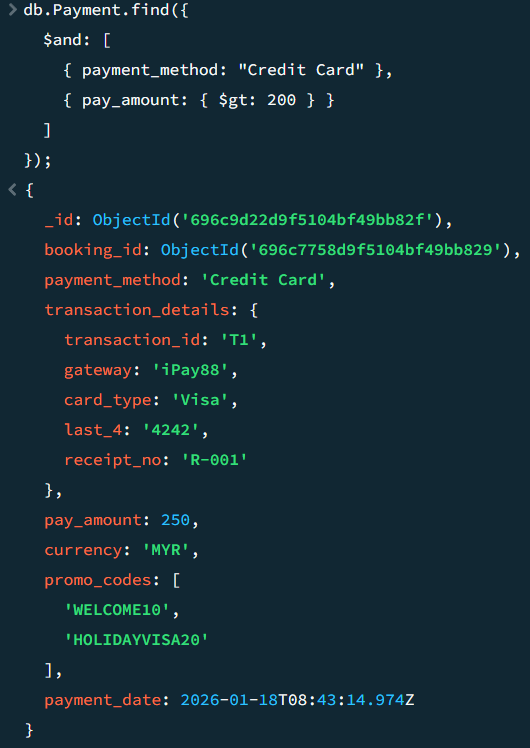 db.Payment.find({
$and: [
{ payment_method: "Credit Card" },
{ pay_amount: { $gt: 200 } }
]
});
{
_id: ObjectId('696c9d22d9f5104bf49bb82f'),
booking_id: ObjectId('696c7758d9f5104bf49bb829'),
payment_method: 'Credit Card',
transaction_details: {
transaction_id: 'T1',
gateway: 'iPay88',
card_type: 'Visa',
last_4: '4242',
receipt_no: 'R-001'
},
pay_amount: 250,
currency: 'MYR',
promo_codes: [
'WELCOME10',
'HOLIDAYVISA20'
],
payment_date: 2026-01-18T08:43:14.974Z
}